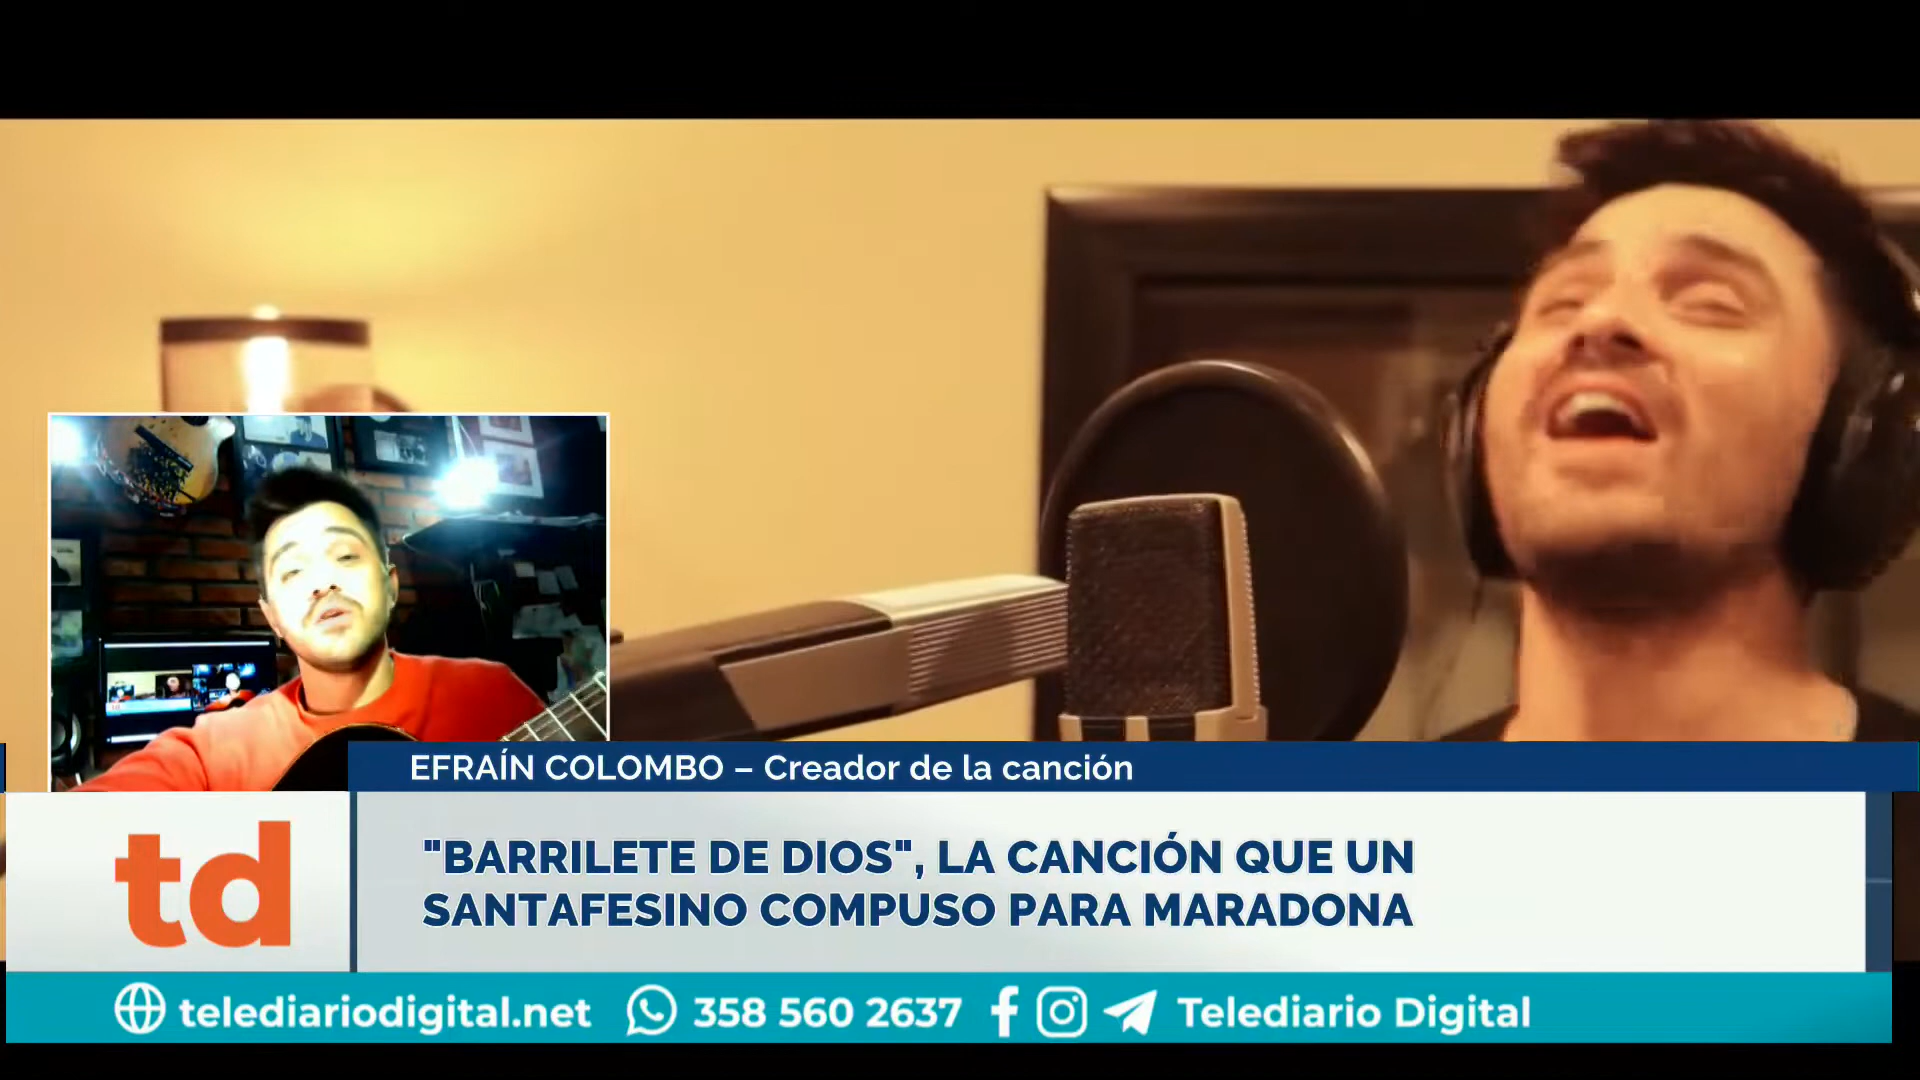 EFRAÍN COLOMBO – Creador de la canción
"BARRILETE DE DIOS", LA CANCIÓN QUE UN
SANTAFESINO COMPUSO PARA MARADONA
td
telediariodigital.net 358 560 2637 Telediario Digital